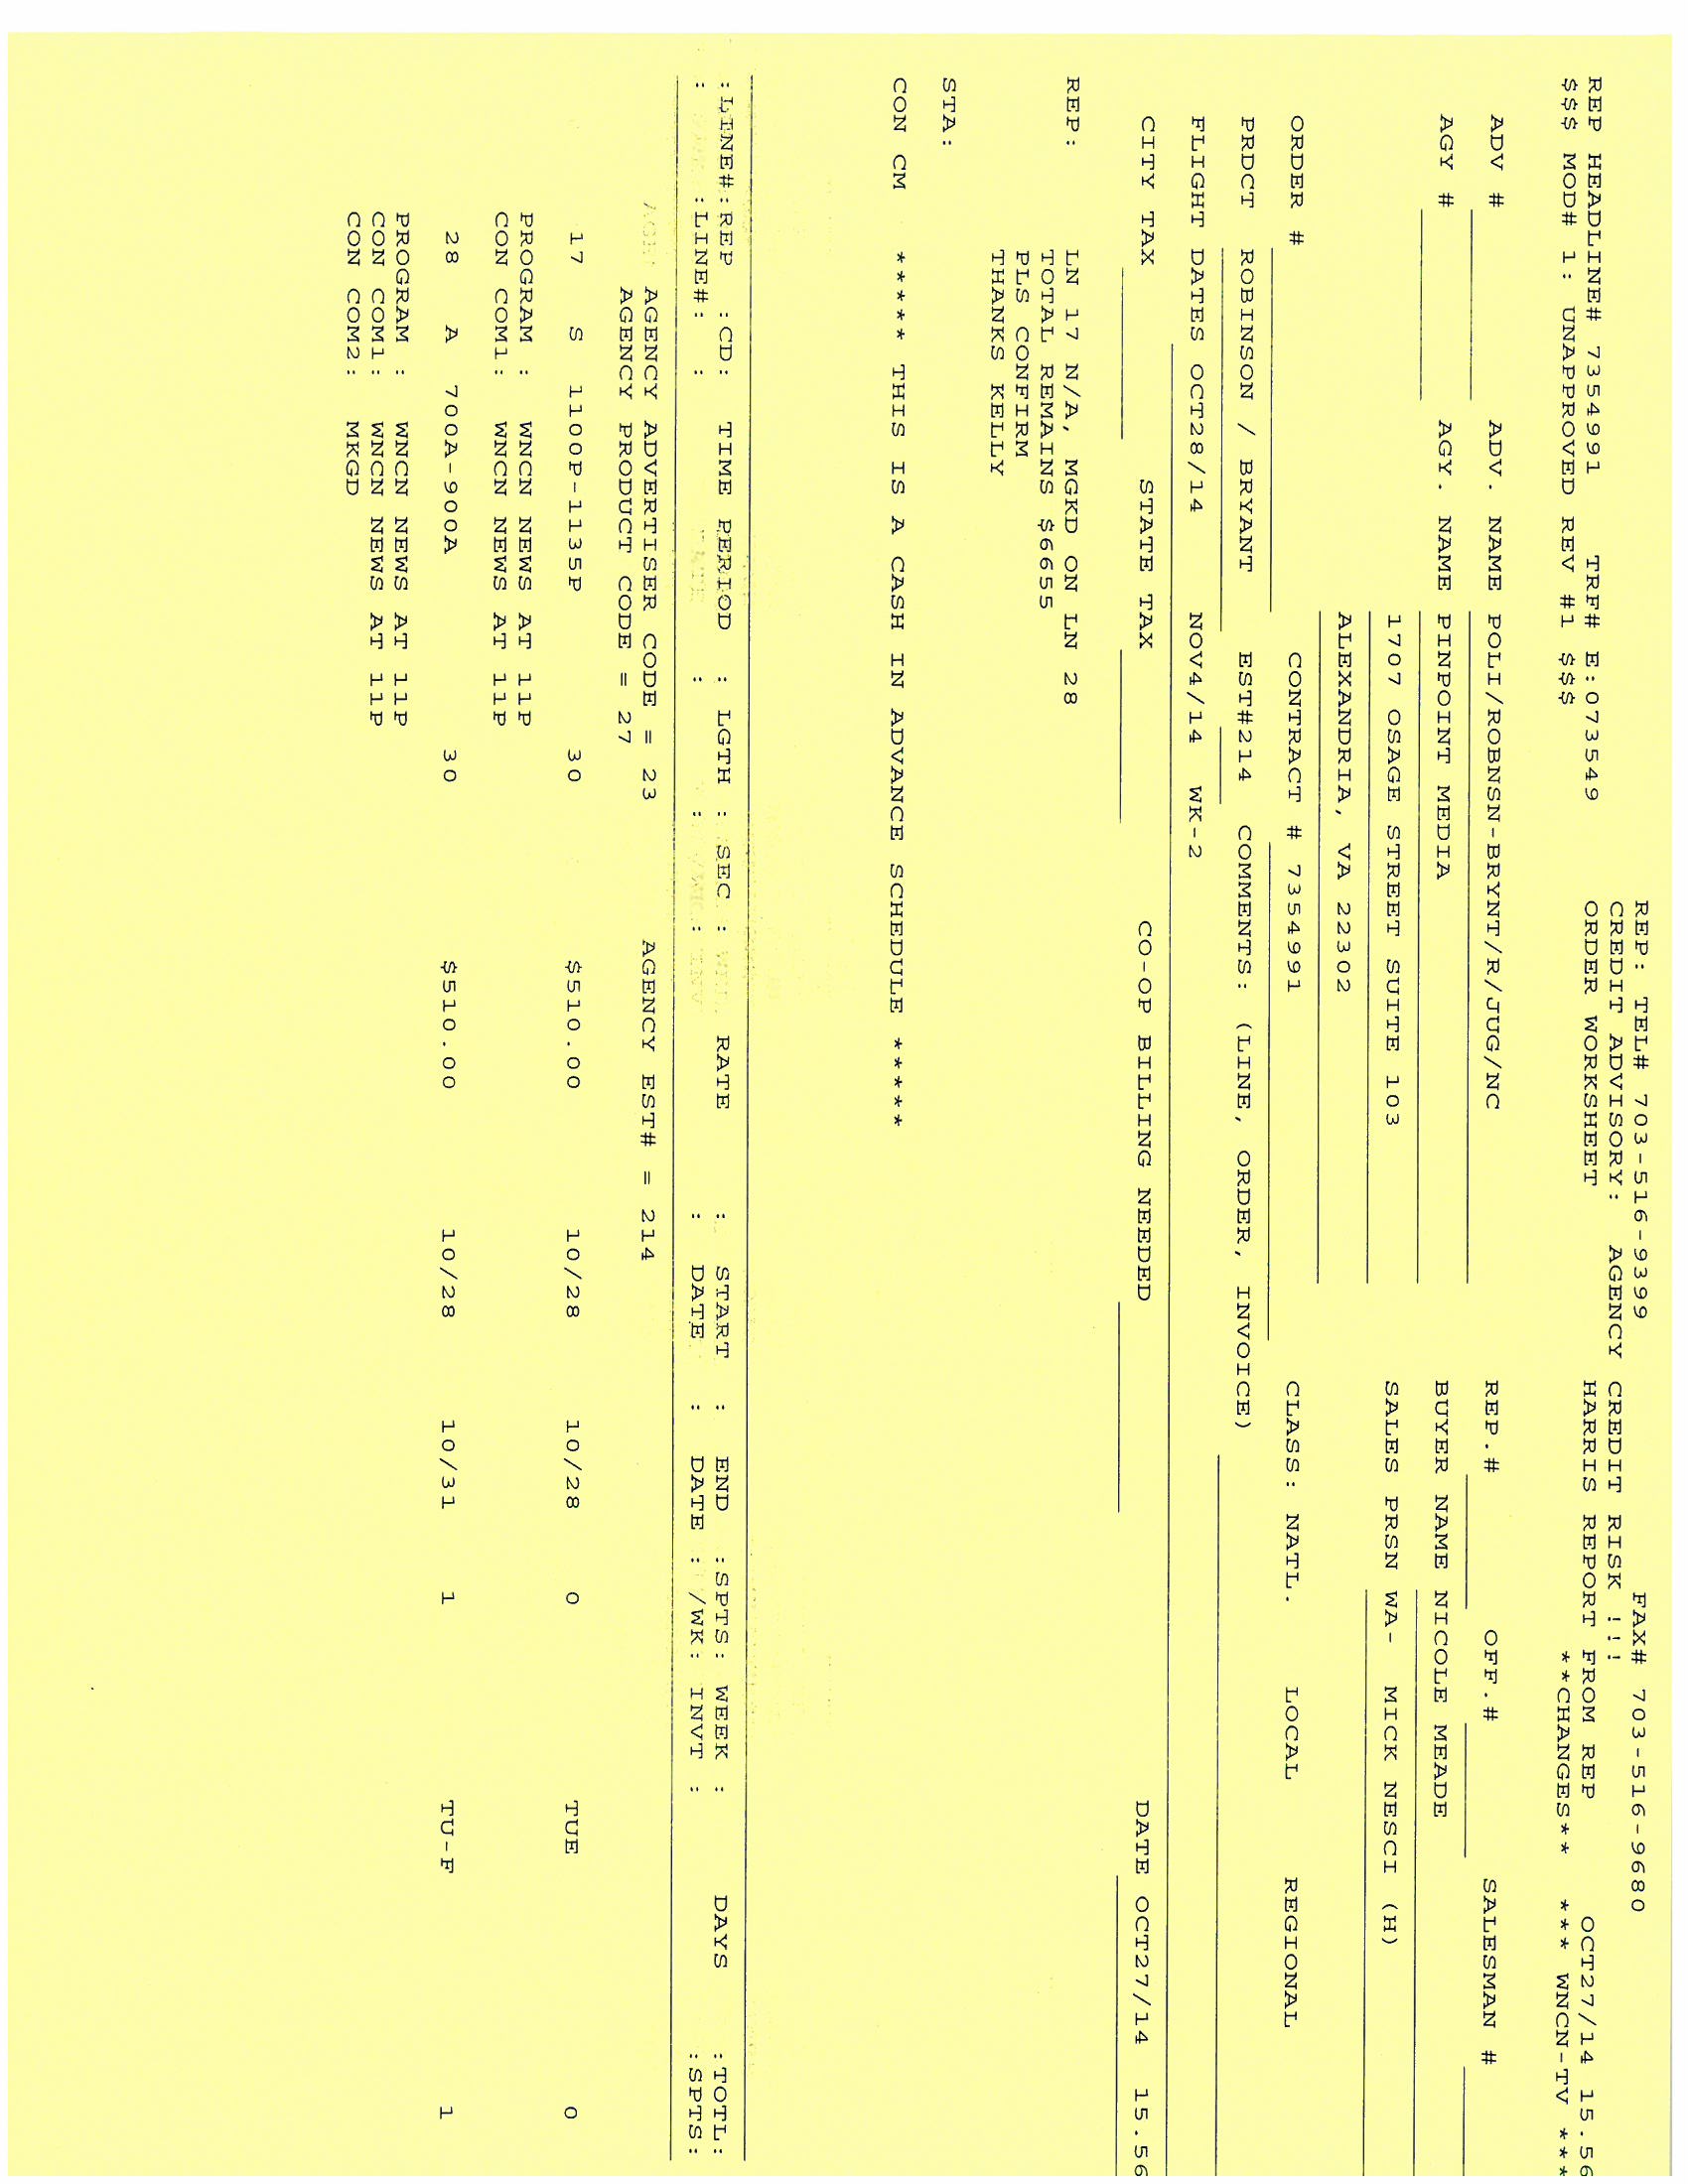 REP: TEL# 703-516-9399 FAX# 703-516-9680
CREDIT ADVISORY: AGENCY CREDIT RISK !!!
REP HEADLINE# 7354991 TRF# E:073549 ORDER WORKSHEET HARRIS REPORT FROM REP OCT27/14 15.56
$$$ MOD# 1: UNAPPROVED REV #1 $$$ **CHANGES** *** WNCN-TV ***
ADV # ADV. NAME POLI/ROBNSN-BRYNT/R/JUG/NC REP.# OFF.# SALESMAN #
AGY # AGY. NAME PINPOINT MEDIA BUYER NAME NICOLE MEADE
1707 OSAGE STREET SUITE 103 SALES PRSN WA- MICK NESCI (H)
ALEXANDRIA, VA 22302
ORDER # CONTRACT # 7354991 CLASS: NATL. LOCAL REGIONAL
PRDCT ROBINSON / BRYANT EST#214 COMMENTS: (LINE, ORDER, INVOICE)
FLIGHT DATES OCT28/14 NOV4/14 WK-2
CITY TAX STATE TAX CO-OP BILLING NEEDED DATE OCT27/14 15.56
REP: LN 17 N/A, MGKD ON LN 28
TOTAL REMAINS $6655
PLS CONFIRM
THANKS KELLY
STA:
CON CM ***** THIS IS A CASH IN ADVANCE SCHEDULE *****
:LINE#:REP :CD: TIME PERIOD : LGTH : SEC : RATE : START : END :SPTS: WEEK : DAYS :TOTL:
: :LINE#: : : : : : DATE : DATE : /WK: INVT : :SPTS:
AGENCY ADVERTISER CODE = 23 AGENCY EST# = 214
AGENCY PRODUCT CODE = 27
17 S 1100P-1135P 30 $510.00 10/28 10/28 0 TUE 0
PROGRAM : WNCN NEWS AT 11P
CON COM1: WNCN NEWS AT 11P
28 A 700A-900A 30 $510.00 10/28 10/31 1 TU-F 1
PROGRAM : WNCN NEWS AT 11P
CON COM1: WNCN NEWS AT 11P
CON COM2: MKGD